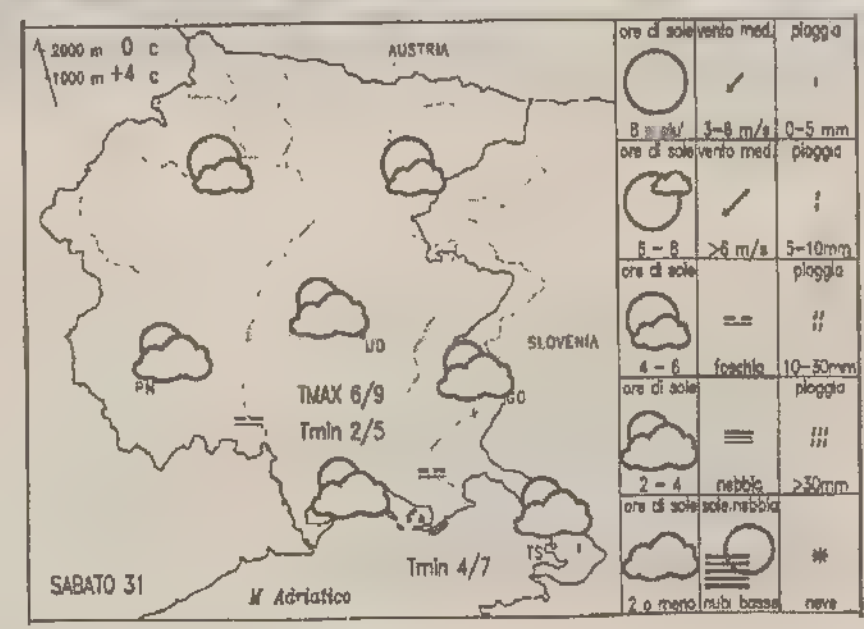 2000 m 0 c
1000 m +4 c
AUSTRIA
SLOVENIA
UD
PN
GO
TMAX 6/9
Tmin 2/5
TS
Tmin 4/7
SABATO 31
M Adriatico
ore di sole vento med. pioggia
3-6 m/s 0-5 mm
ore di sole vento med. pioggia
6 - 8 >6 m/s 5-10mm
ore di sole pioggia
4 - 6 foschia 10-30mm
ore di sole pioggia
2 - 4 nebbia >30mm
ore di sole sole,nebbia
2 o meno nubi basse neve